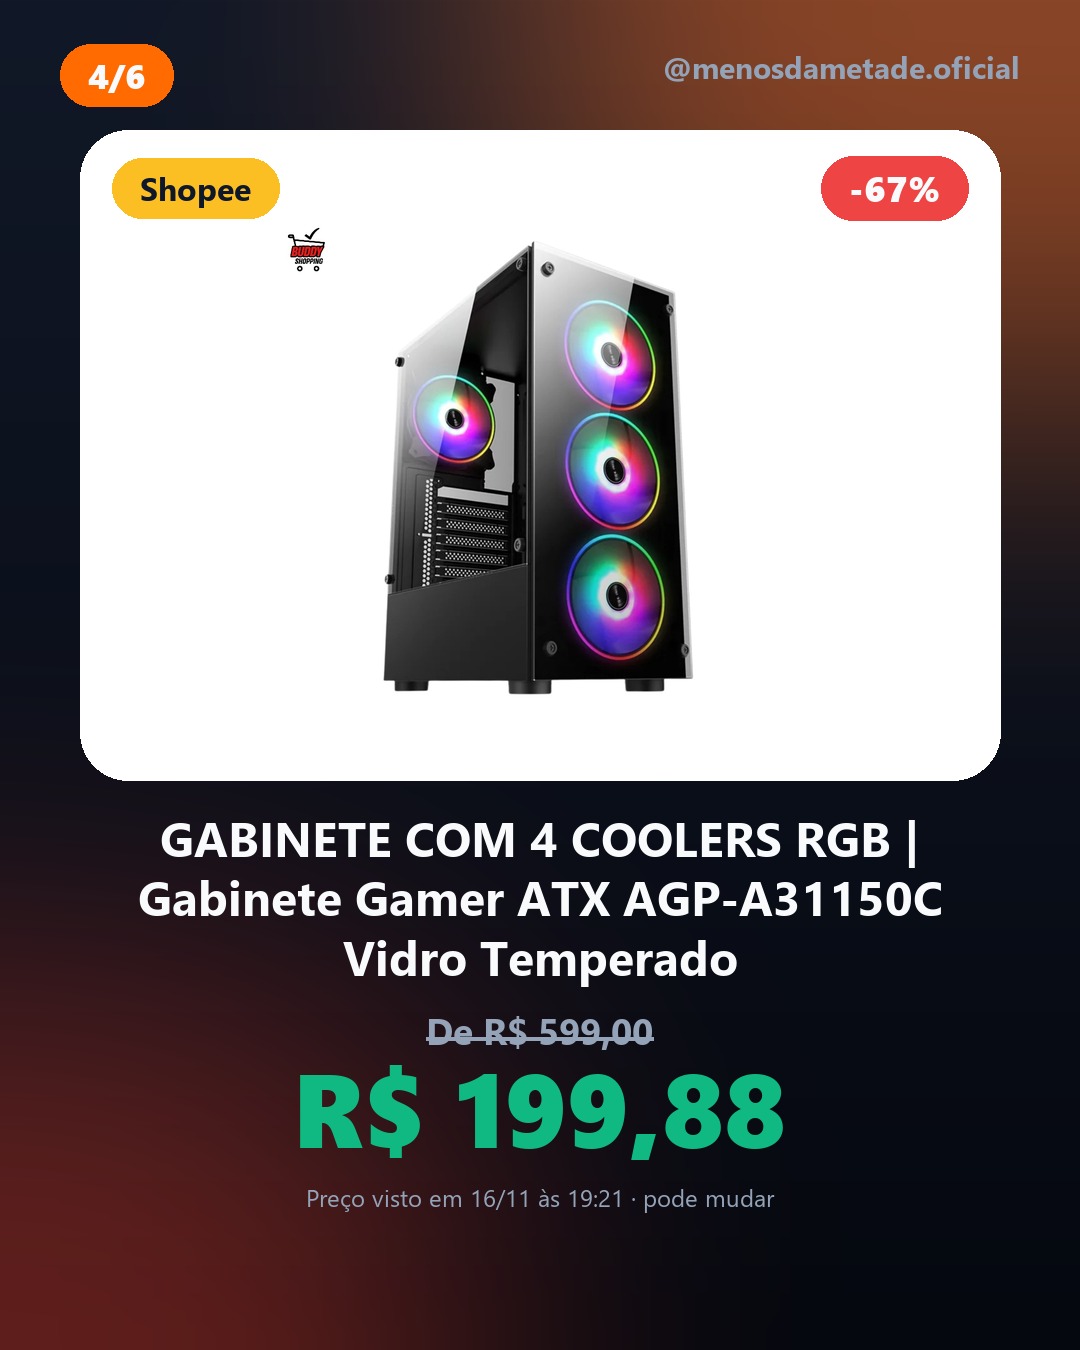 4/6
@menosdametade.oficial
Shopee
-67%
BUDDY
SHOPPING
GABINETE COM 4 COOLERS RGB |
Gabinete Gamer ATX AGP-A31150C
Vidro Temperado
De R$ 599,00
R$ 199,88
Preço visto em 16/11 às 19:21 · pode mudar